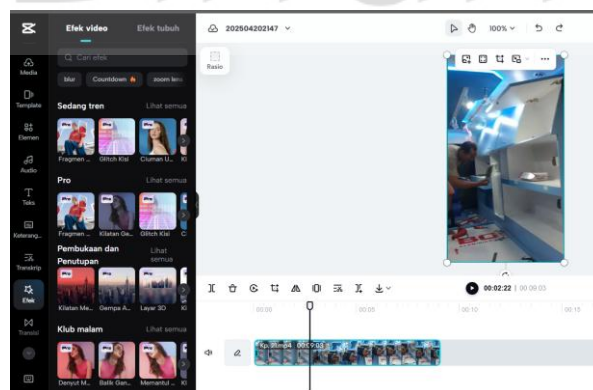 Efek video
Efek tubuh
202504202147
100%
Cari efek
Rasio
Media
blur
Countdown
zoom lens
Template
Sedang tren
Lihat semua
Elemen
Fragmen ...
Glitch Kisi
Ciuman U...
Audio
Pro
Lihat semua
Teks
Fragmen ...
Kilatan Ge...
Glitch Kisi
Keterang...
Pembukaan dan
Penutupan
Lihat
semua
Transkrip
Efek
Kilatan Me...
Gempa A...
Layar 3D
00:02:22 | 00:09:03
00:00
00:05
00:10
00:15
Transisi
Klub malam
Lihat semua
00:09:03
Denyut M...
Balik Gan...
Memantul ...